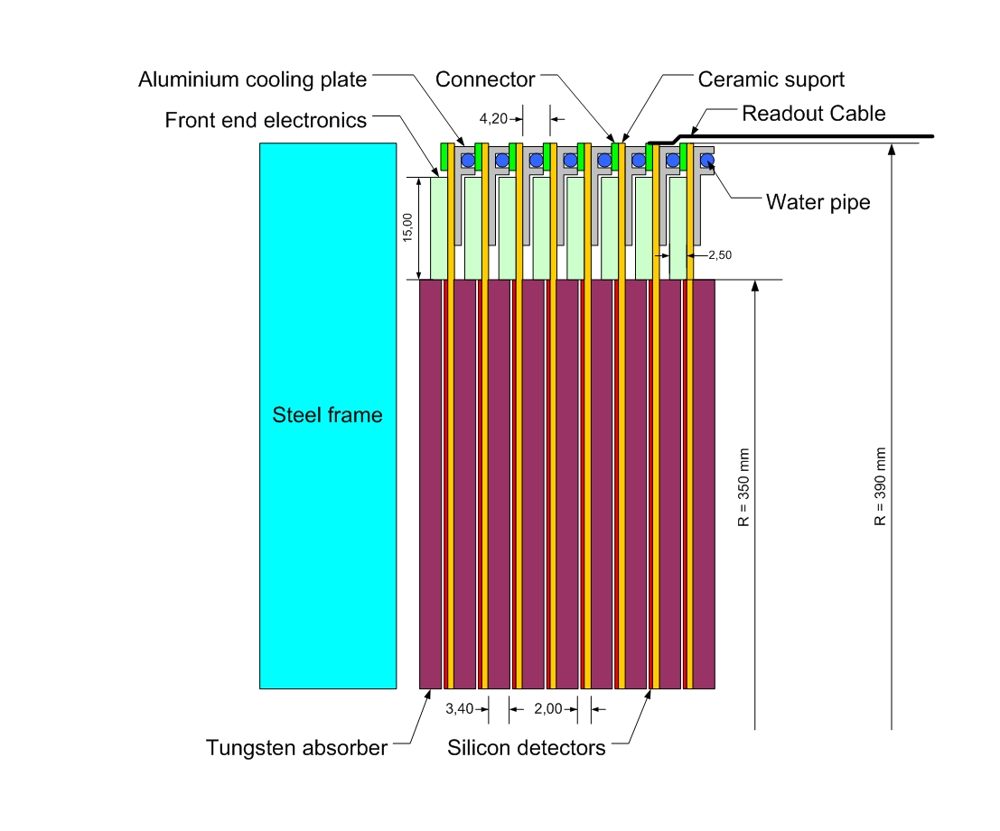 Aluminium cooling plate
Connector
Ceramic suport
Front end electronics
4,20
Readout Cable
Water pipe
15,00
2,50
Steel frame
R = 350 mm
R = 390 mm
3,40
2,00
Tungsten absorber
Silicon detectors